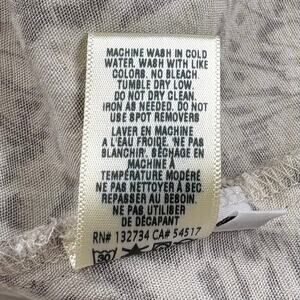 MACHINE WASH IN COLD
WATER. WASH WITH LIKE
COLORS. NO BLEACH.
TUMBLE DRY LOW.
DO NOT DRY CLEAN.
IRON AS NEEDED. DO NOT
USE SPOT REMOVERS
LAVER EN MACHINE
A L'EAU FROIDE. 'NE PAS
BLANCHIR'. SÉCHAGE EN
MACHINE À
TEMPÉRATURE MODÉRÉ
NE PAS NETTOYER À SEC.
REPASSER AU BESOIN.
NE PAS UTILISER
DE DÉCAPANT
RN# 132734 CA# 54517
30